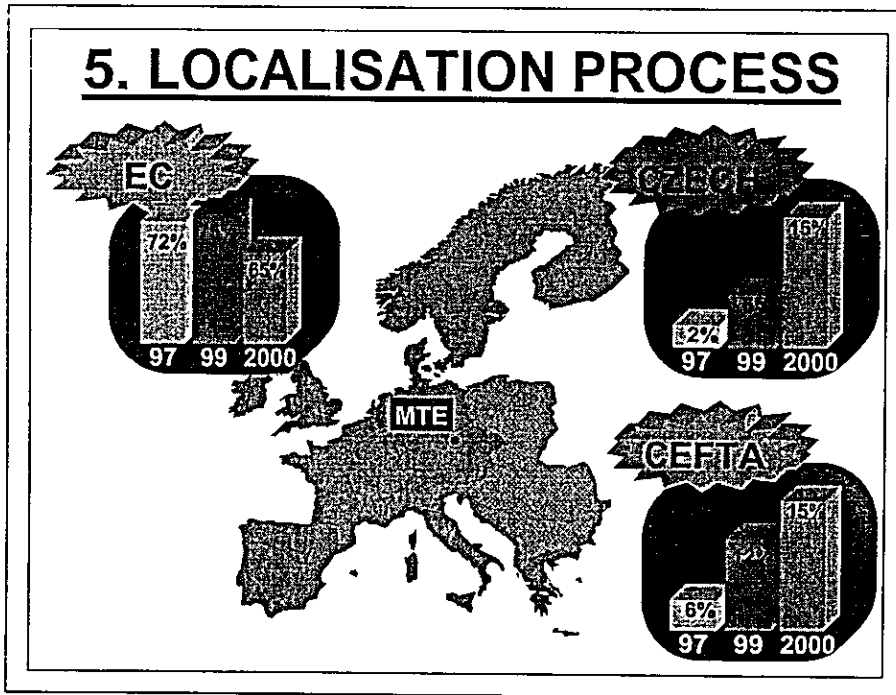 5. LOCALISATION PROCESS
EC
72%
65%
97 99 2000
CZECH
16%
2%
97 99 2000
MTE
CEFTA
15%
6%
97 99 2000